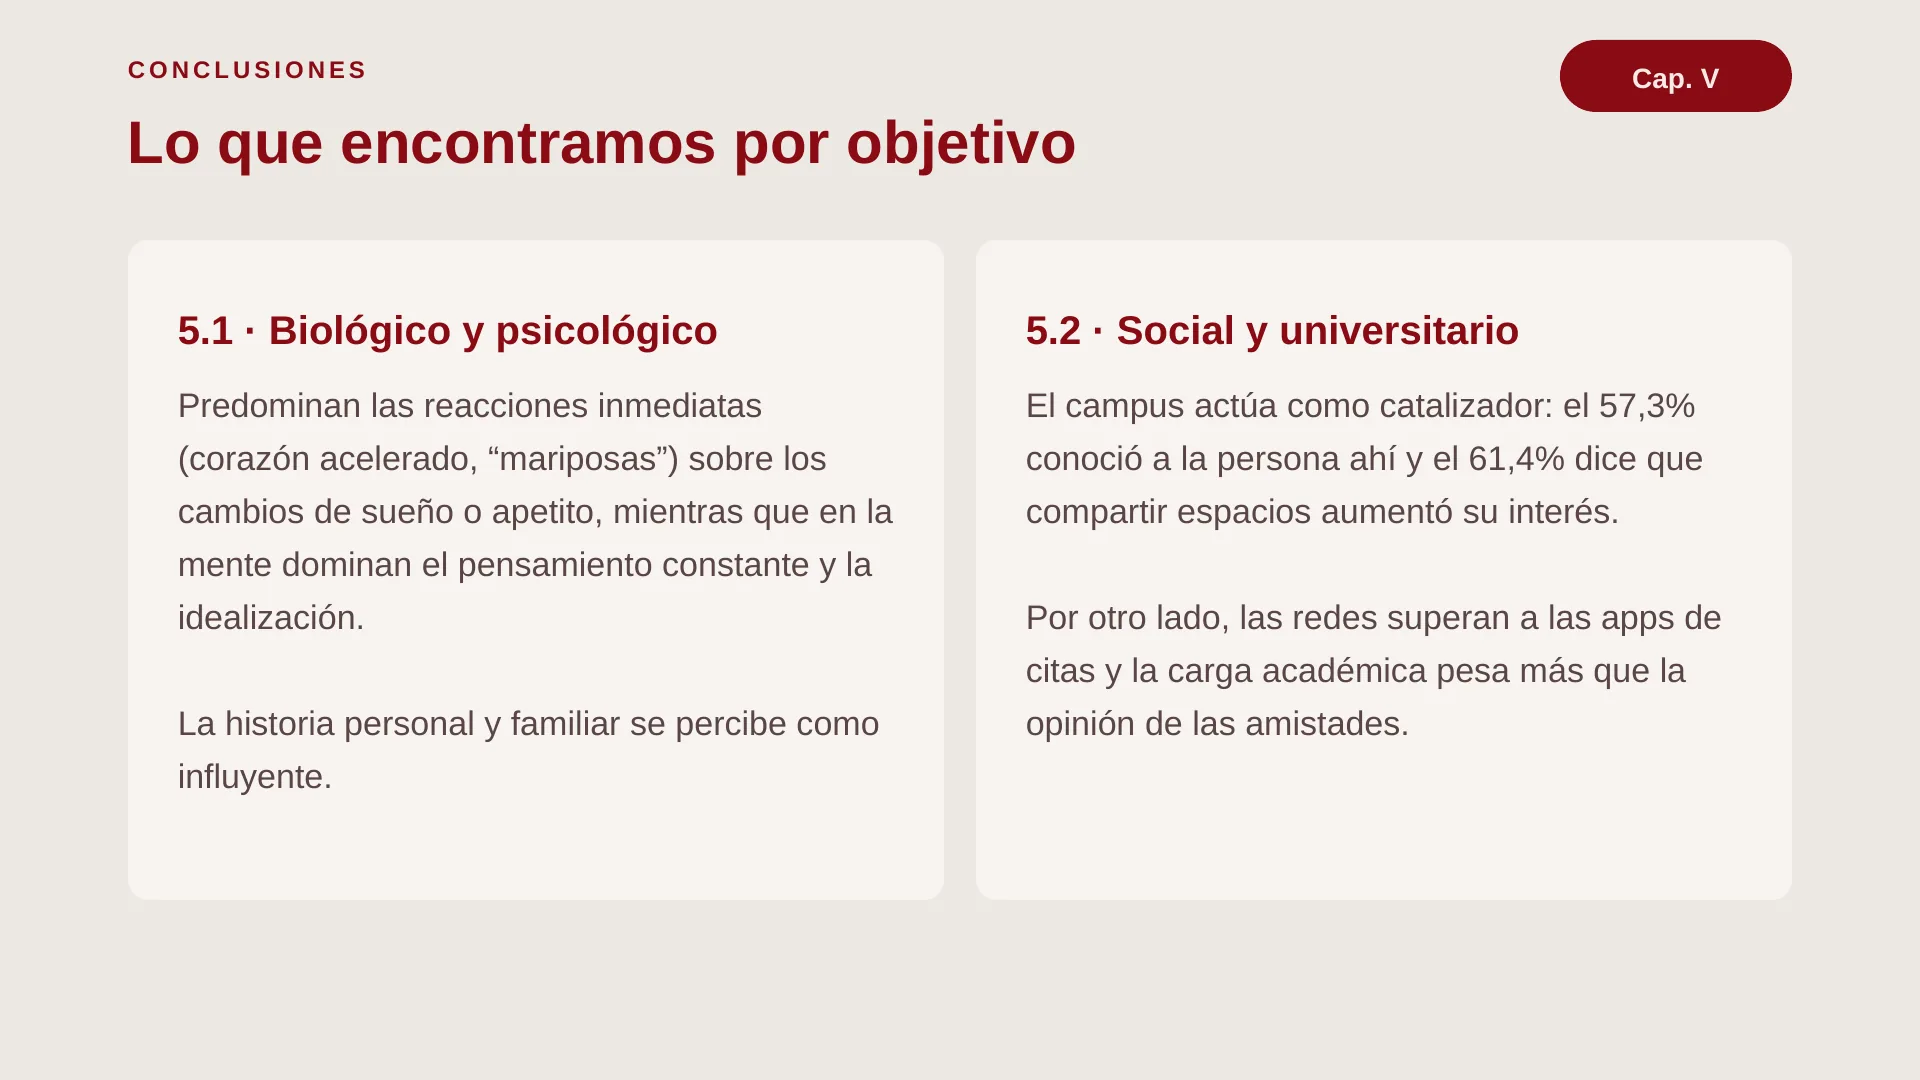 CONCLUSIONES
Cap. V
Lo que encontramos por objetivo
5.1 · Biológico y psicológico
Predominan las reacciones inmediatas
(corazón acelerado, “mariposas”) sobre los
cambios de sueño o apetito, mientras que en la
mente dominan el pensamiento constante y la
idealización.
La historia personal y familiar se percibe como
influyente.
5.2 · Social y universitario
El campus actúa como catalizador: el 57,3%
conoció a la persona ahí y el 61,4% dice que
compartir espacios aumentó su interés.
Por otro lado, las redes superan a las apps de
citas y la carga académica pesa más que la
opinión de las amistades.